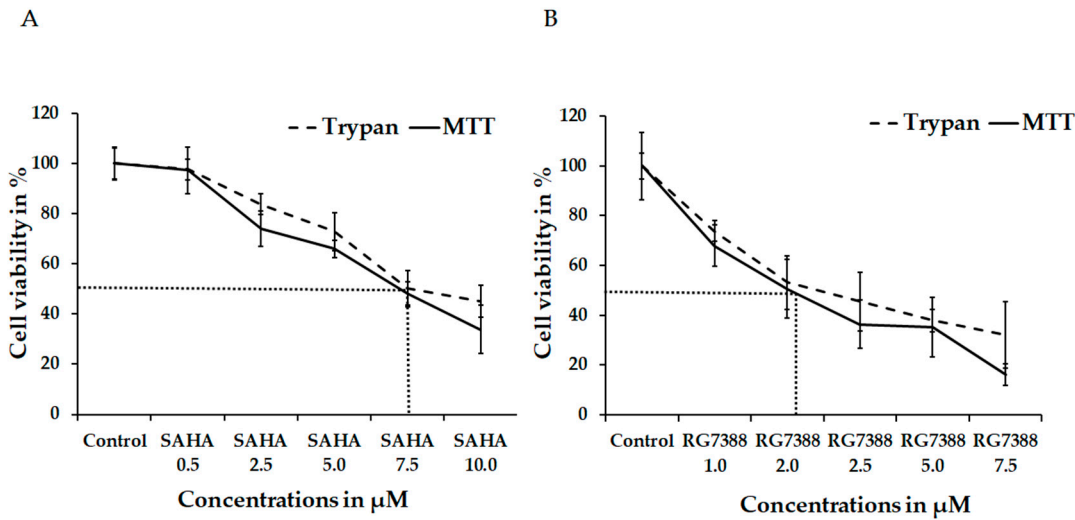 A
B
120
100
80
60
40
20
0
Cell viability in %
Trypan MTT
Control SAHA SAHA SAHA SAHA SAHA
0.5 2.5 5.0 7.5 10.0
Concentrations in µM
120
100
80
60
40
20
0
Cell viability in %
Trypan MTT
Control RG7388 RG7388 RG7388 RG7388 RG7388
1.0 2.0 2.5 5.0 7.5
Concentrations in µM